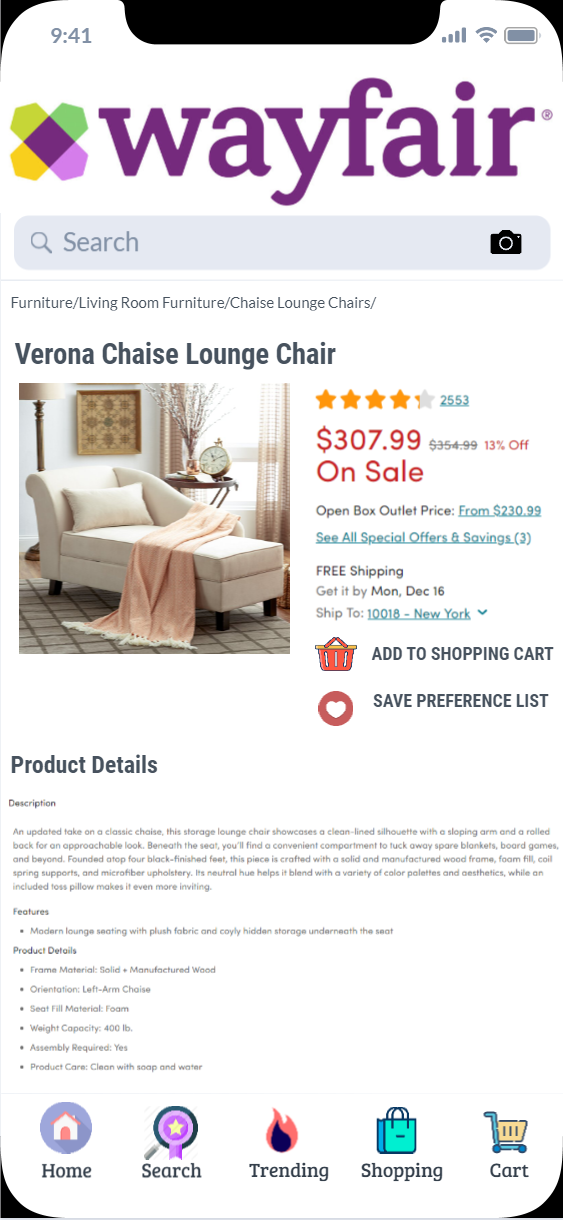 9:41
wayfair®
Search
Furniture/Living Room Furniture/Chaise Lounge Chairs/
Verona Chaise Lounge Chair
2553
$307.99 $354.99 13% Off
On Sale
Open Box Outlet Price: From $230.99
See All Special Offers & Savings (3)
FREE Shipping
Get it by Mon, Dec 16
Ship To: 10018 - New York
ADD TO SHOPPING CART
SAVE PREFERENCE LIST
Product Details
Description
An updated take on a classic chaise, this storage lounge chair showcases a clean-lined silhouette with a sloping arm and a rolled
back for an approachable look. Beneath the seat, you'll find a convenient compartment to tuck away spare blankets, board games,
and beyond. Founded atop four black-finished feet, this piece is crafted with a solid and manufactured wood frame, foam fill, coil
spring supports, and microfiber upholstery. Its neutral hue helps it blend with a variety of color palettes and aesthetics, while an
included toss pillow makes it even more inviting.
Features
• Modern lounge seating with plush fabric and coyly hidden storage underneath the seat
Product Details
• Frame Material: Solid + Manufactured Wood
• Orientation: Left-Arm Chaise
• Seat Fill Material: Foam
• Weight Capacity: 400 lb.
• Assembly Required: Yes
• Product Care: Clean with soap and water
Home Search Trending Shopping Cart